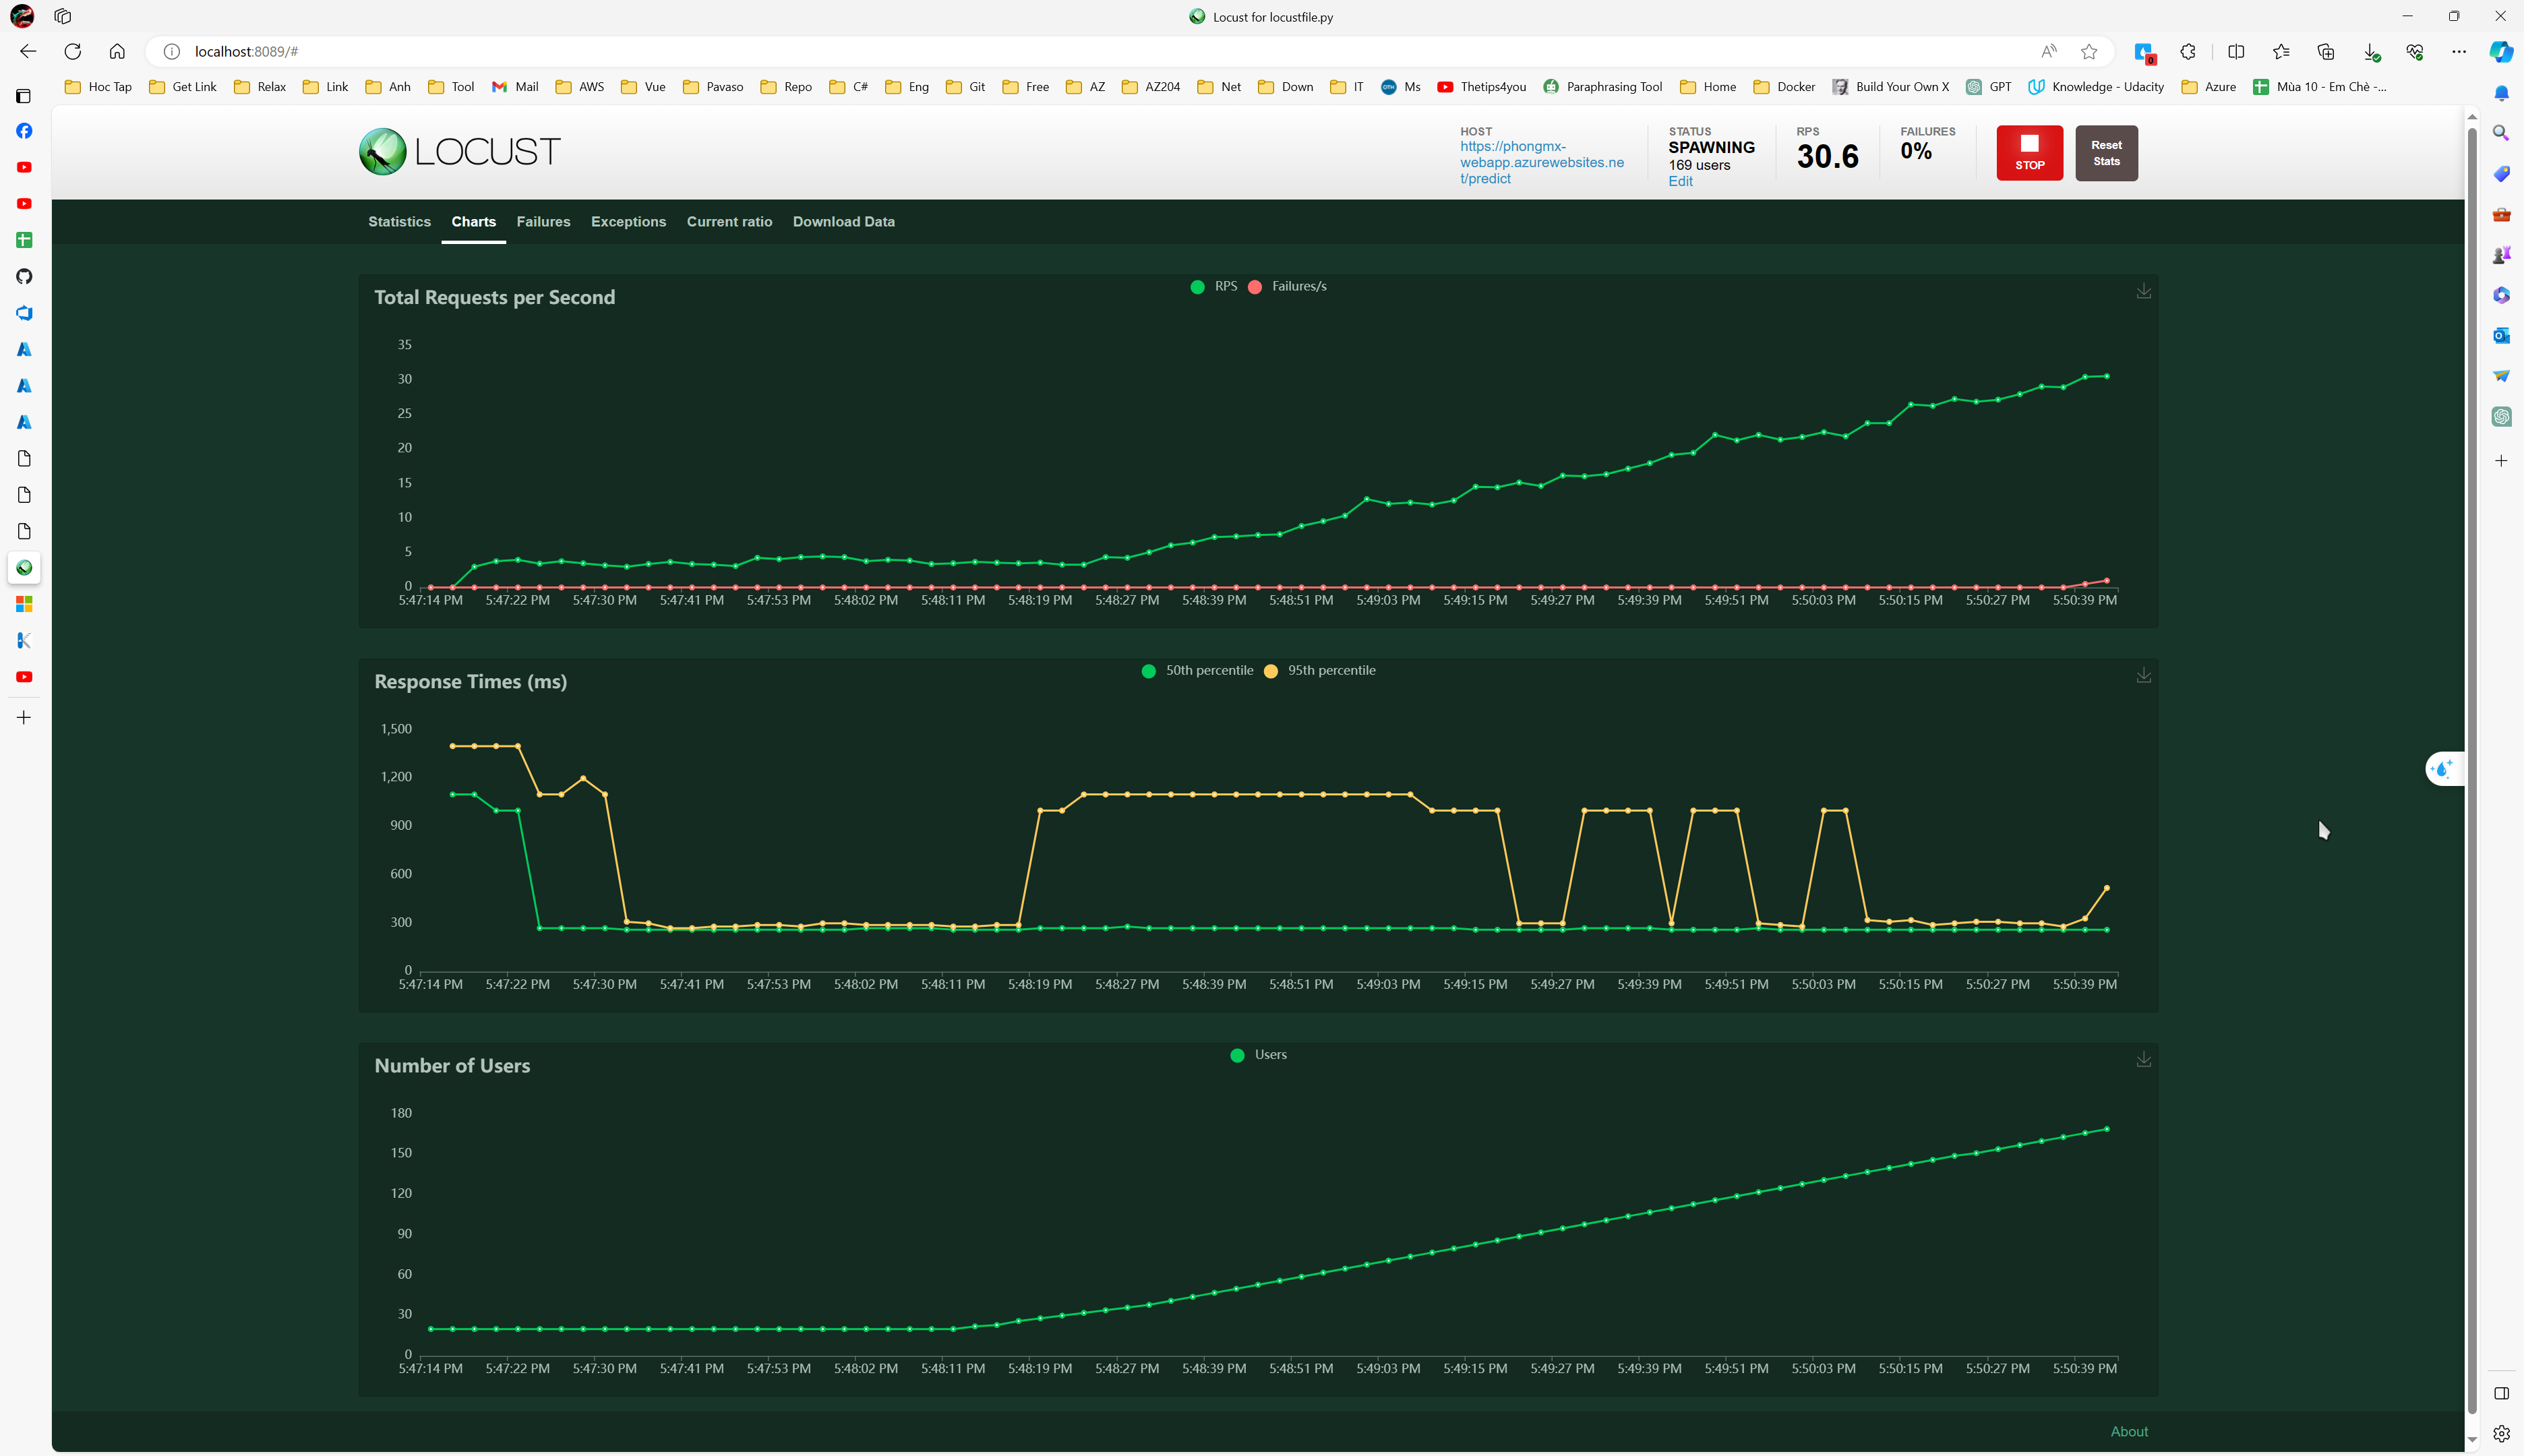 Locust for locustfile.py
localhost:8089/#
0
Hoc Tap Get Link Relax Link Anh Tool Mail AWS Vue Pavaso Repo C# Eng Git Free AZ AZ204 Net Down IT Ms Thetips4you Paraphrasing Tool Home Docker Build Your Own X GPT Knowledge - Udacity Azure Mùa 10 - Em Chè -...
LOCUST
HOST
https://phongmx-
webapp.azurewebsites.ne
t/predict
STATUS
SPAWNING
169 users
Edit
RPS
30.6
FAILURES
0%
STOP
Reset
Stats
Statistics Charts Failures Exceptions Current ratio Download Data
Total Requests per Second
RPS Failures/s
35
30
25
20
15
10
5
0
5:47:14 PM 5:47:22 PM 5:47:30 PM 5:47:41 PM 5:47:53 PM 5:48:02 PM 5:48:11 PM 5:48:19 PM 5:48:27 PM 5:48:39 PM 5:48:51 PM 5:49:03 PM 5:49:15 PM 5:49:27 PM 5:49:39 PM 5:49:51 PM 5:50:03 PM 5:50:15 PM 5:50:27 PM 5:50:39 PM
Response Times (ms)
50th percentile 95th percentile
1,500
1,200
900
600
300
0
5:47:14 PM 5:47:22 PM 5:47:30 PM 5:47:41 PM 5:47:53 PM 5:48:02 PM 5:48:11 PM 5:48:19 PM 5:48:27 PM 5:48:39 PM 5:48:51 PM 5:49:03 PM 5:49:15 PM 5:49:27 PM 5:49:39 PM 5:49:51 PM 5:50:03 PM 5:50:15 PM 5:50:27 PM 5:50:39 PM
Number of Users
Users
180
150
120
90
60
30
0
5:47:14 PM 5:47:22 PM 5:47:30 PM 5:47:41 PM 5:47:53 PM 5:48:02 PM 5:48:11 PM 5:48:19 PM 5:48:27 PM 5:48:39 PM 5:48:51 PM 5:49:03 PM 5:49:15 PM 5:49:27 PM 5:49:39 PM 5:49:51 PM 5:50:03 PM 5:50:15 PM 5:50:27 PM 5:50:39 PM
About